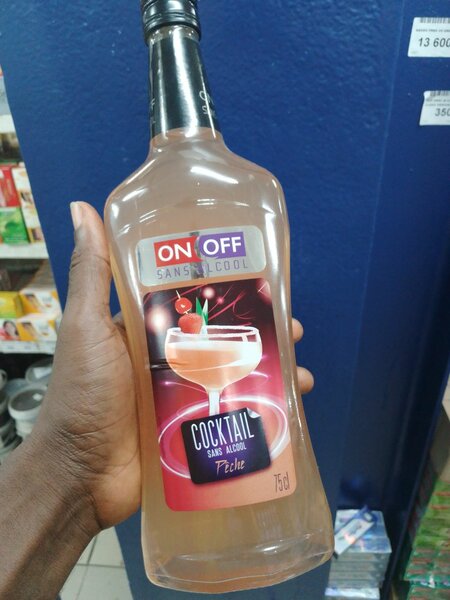 ON OFF
SANS ALCOOL
COCKTAIL
SANS ALCOOL
Pêche
75cl
13 600
350